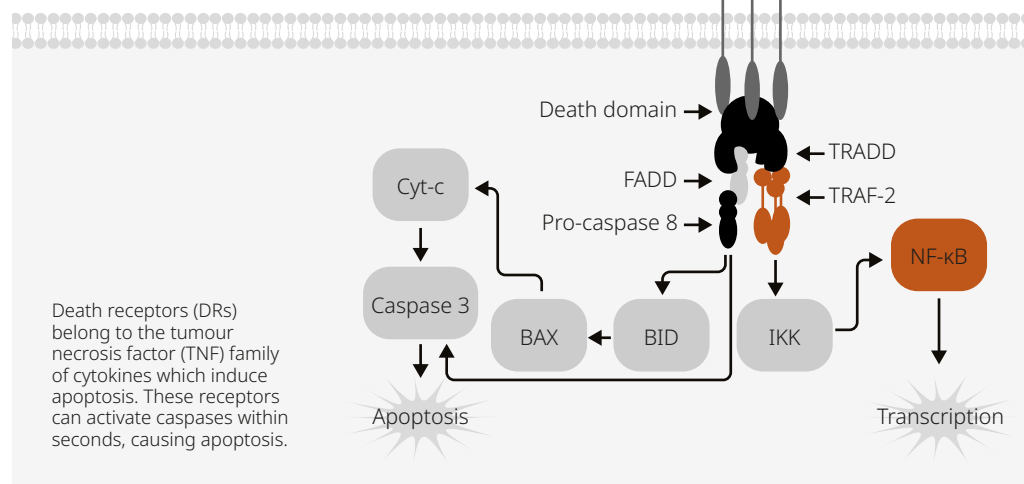 Death domain
TRADD
FADD
TRAF-2
Pro-caspase 8
Cyt-c
NF-κB
Caspase 3
BAX
BID
IKK
Death receptors (DRs)
belong to the tumour
necrosis factor (TNF) family
of cytokines which induce
apoptosis. These receptors
can activate caspases within
seconds, causing apoptosis.
Apoptosis
Transcription